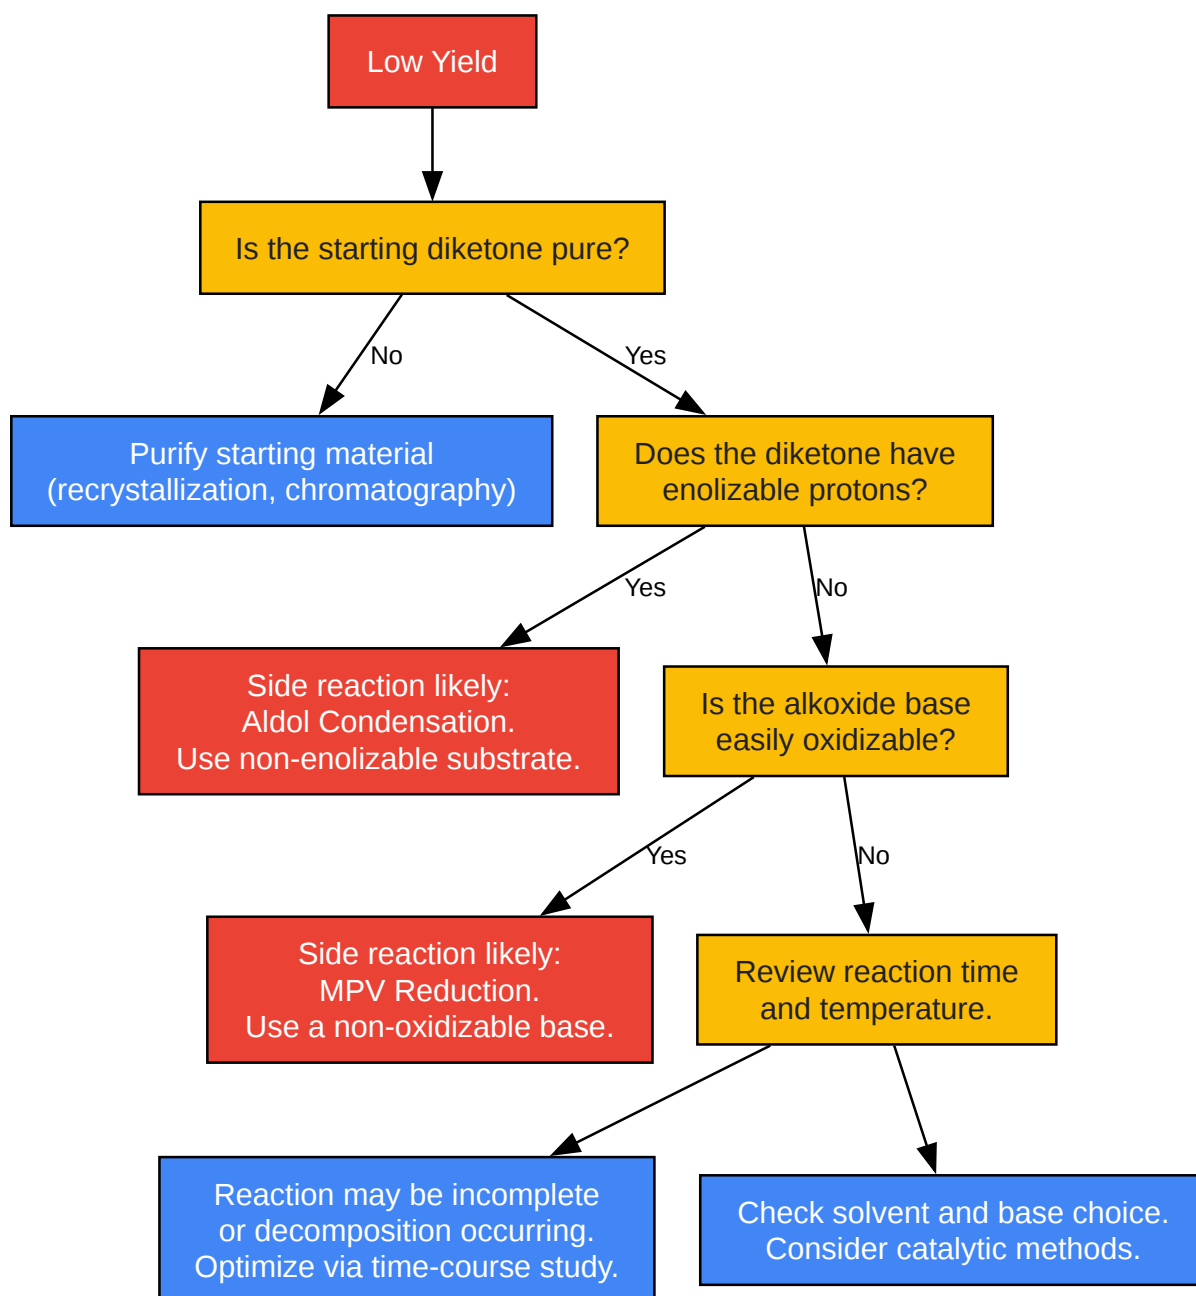 Low Yield
Is the starting diketone pure?
No
Yes
Purify starting material
(recrystallization, chromatography)
Does the diketone have
enolizable protons?
Yes
No
Side reaction likely:
Aldol Condensation.
Use non-enolizable substrate.
Is the alkoxide base
easily oxidizable?
Yes
No
Side reaction likely:
MPV Reduction.
Use a non-oxidizable base.
Review reaction time
and temperature.
Reaction may be incomplete
or decomposition occurring.
Optimize via time-course study.
Check solvent and base choice.
Consider catalytic methods.